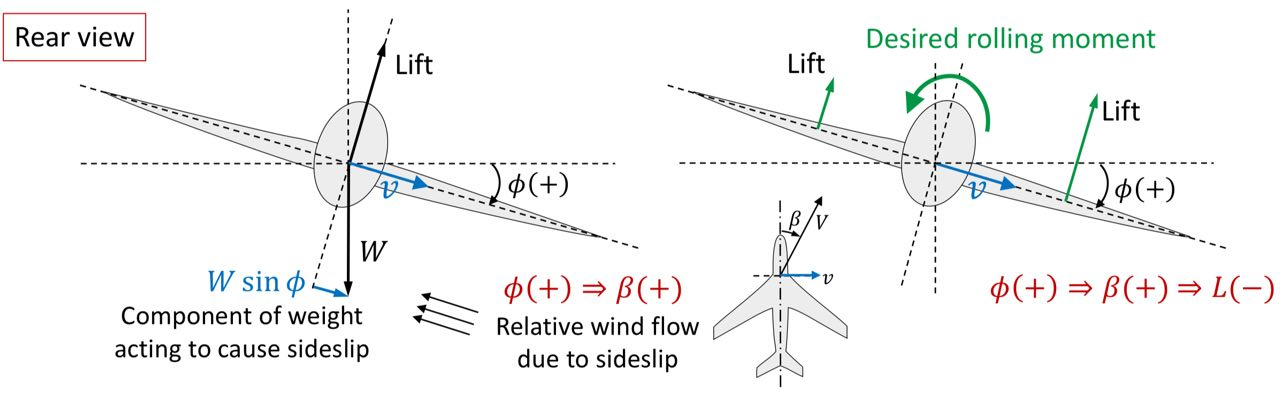 Rear view
Lift
v
ϕ(+)
W
W sin ϕ
Component of weight
acting to cause sideslip
ϕ(+) ⇒ β(+)
Relative wind flow
due to sideslip
β
V
v
Desired rolling moment
Lift
Lift
v
ϕ(+)
ϕ(+) ⇒ β(+) ⇒ L(−)